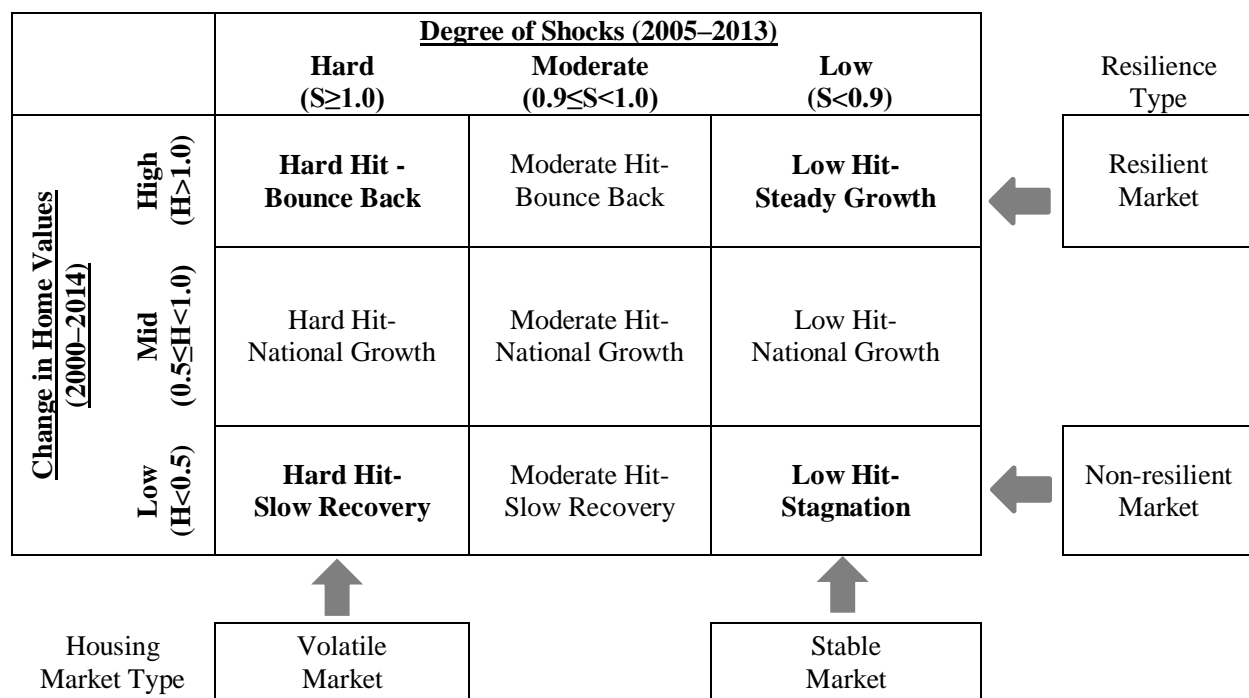 Degree of Shocks (2005–2013)
Hard
(S≥1.0)
Moderate
(0.9≤S<1.0)
Low
(S<0.9)
Resilience
Type
Change in Home Values
(2000–2014)
High
(H>1.0)
Hard Hit -
Bounce Back
Moderate Hit-
Bounce Back
Low Hit-
Steady Growth
Resilient
Market
Mid
(0.5≤H<1.0)
Hard Hit-
National Growth
Moderate Hit-
National Growth
Low Hit-
National Growth
Low
(H<0.5)
Hard Hit-
Slow Recovery
Moderate Hit-
Slow Recovery
Low Hit-
Stagnation
Non-resilient
Market
Housing
Market Type
Volatile
Market
Stable
Market